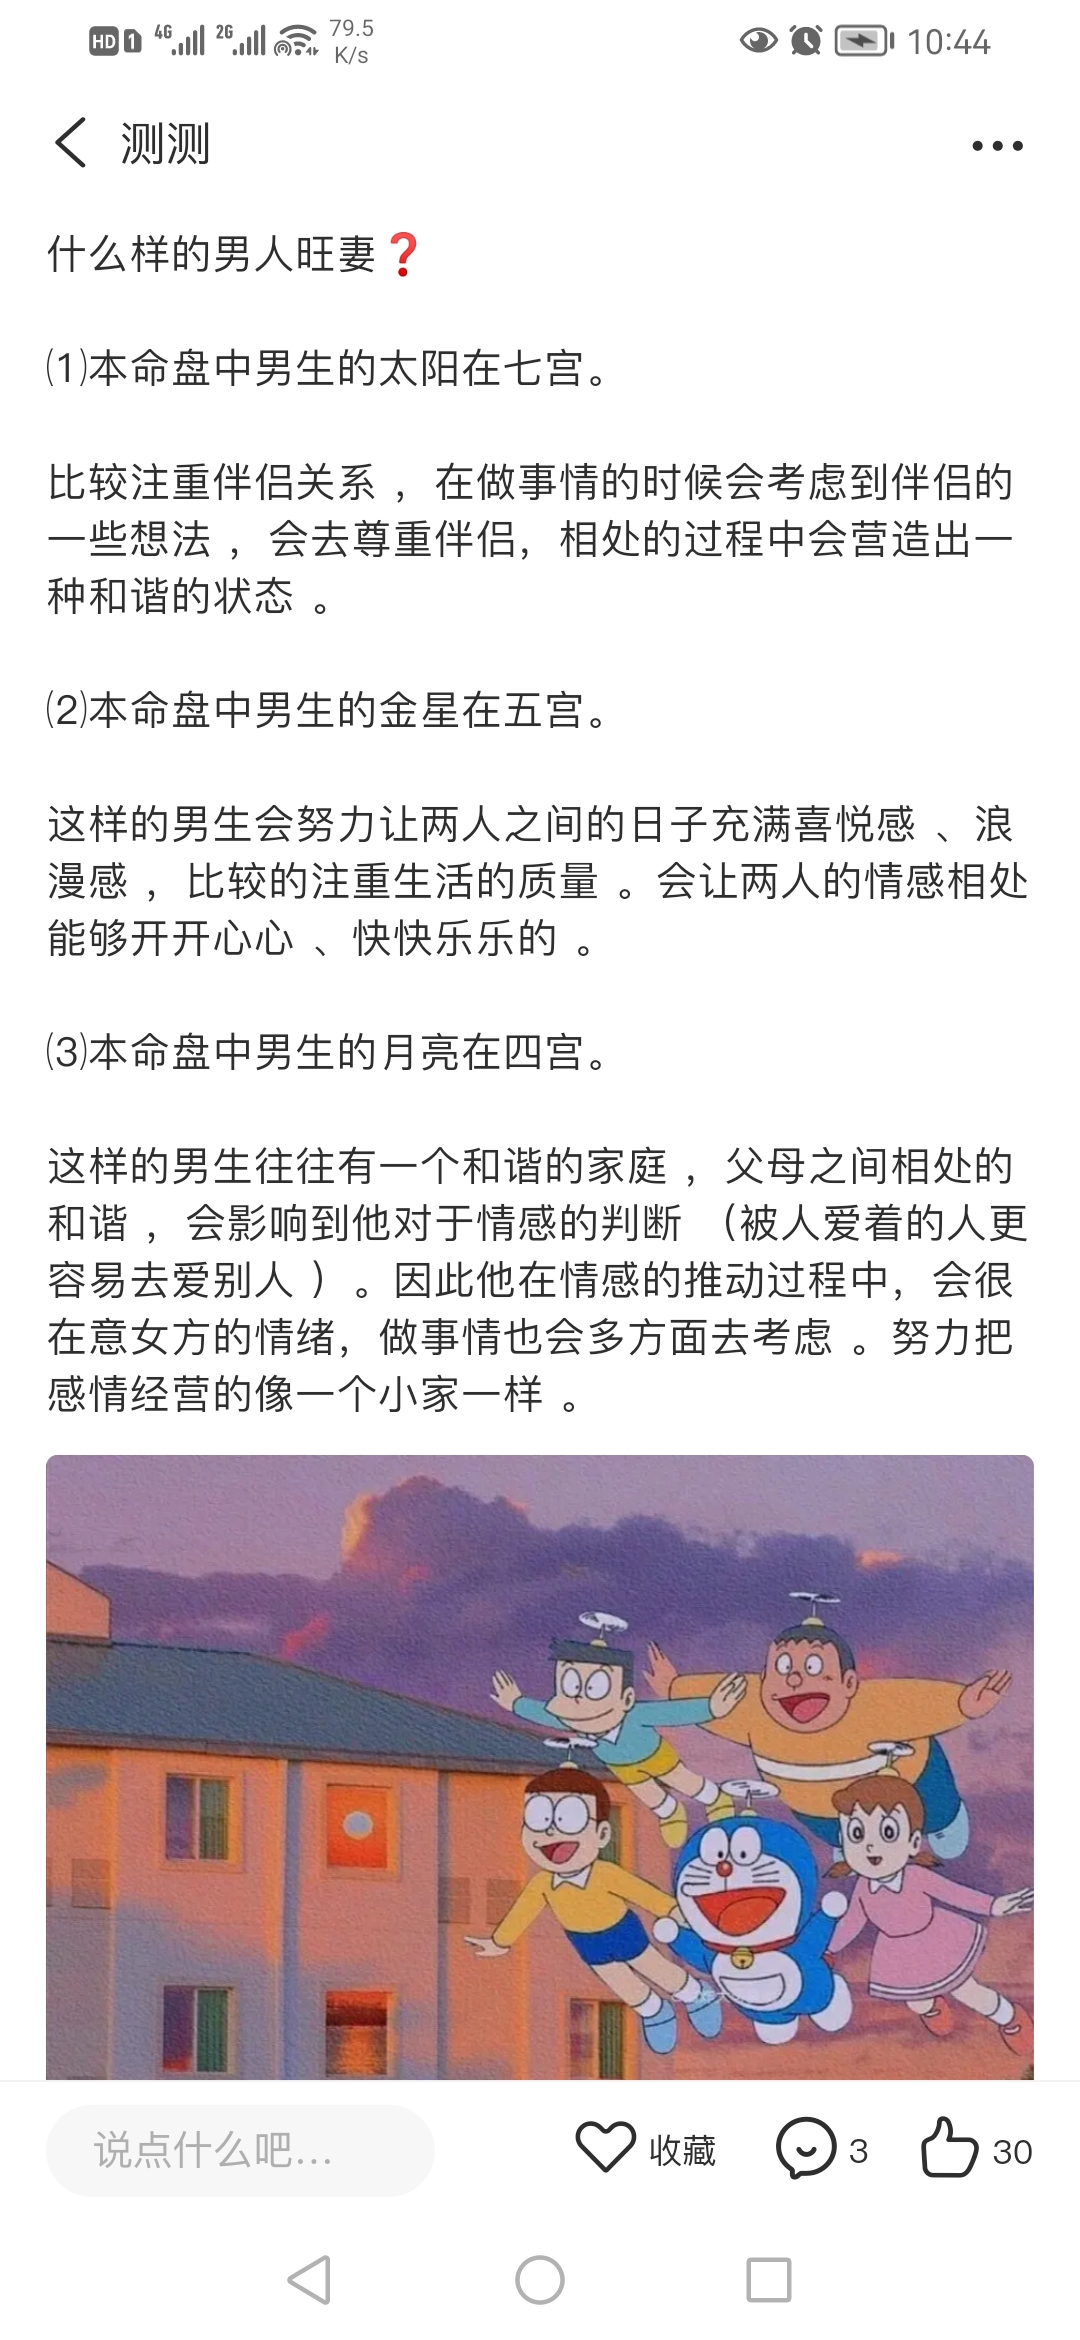 HD 1 4G 2G 79.5 K/s 10:44
测测
什么样的男人旺妻❓
⑴本命盘中男生的太阳在七宫。
比较注重伴侣关系 ，在做事情的时候会考虑到伴侣的
一些想法 ，会去尊重伴侣，相处的过程中会营造出一
种和谐的状态 。
⑵本命盘中男生的金星在五宫。
这样的男生会努力让两人之间的日子充满喜悦感 、浪
漫感 ，比较的注重生活的质量 。会让两人的情感相处
能够开开心心 、快快乐乐的 。
⑶本命盘中男生的月亮在四宫。
这样的男生往往有一个和谐的家庭 ，父母之间相处的
和谐 ，会影响到他对于情感的判断 （被人爱着的人更
容易去爱别人 ）。因此他在情感的推动过程中，会很
在意女方的情绪，做事情也会多方面去考虑 。努力把
感情经营的像一个小家一样 。
说点什么吧... 收藏 3 30